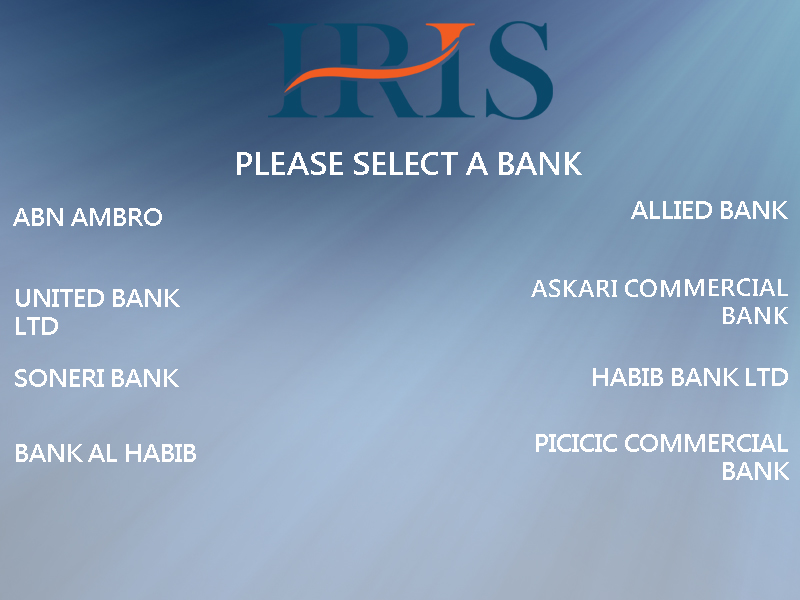 IRIS
PLEASE SELECT A BANK
ABN AMBRO
ALLIED BANK
UNITED BANK
LTD
ASKARI COMMERCIAL
BANK
SONERI BANK
HABIB BANK LTD
BANK AL HABIB
PICICIC COMMERCIAL
BANK